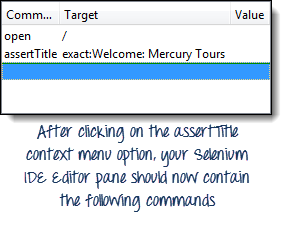 Comm... Target Value
open /
assertTitle exact:Welcome: Mercury Tours
After clicking on the assertTitle
context menu option, your Selenium
IDE Editor pane should now contain
the following commands